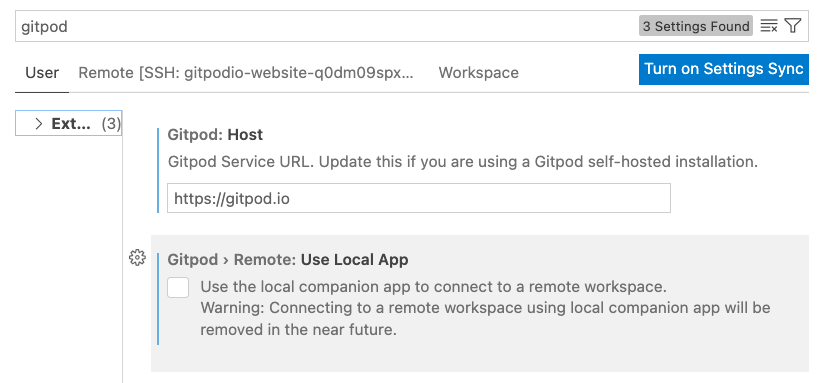 gitpod
3 Settings Found
User
Remote [SSH: gitpodio-website-q0dm09spx...
Workspace
Turn on Settings Sync
Ext... (3)
Gitpod: Host
Gitpod Service URL. Update this if you are using a Gitpod self-hosted installation.
https://gitpod.io
Gitpod › Remote: Use Local App
Use the local companion app to connect to a remote workspace.
Warning: Connecting to a remote workspace using local companion app will be
removed in the near future.